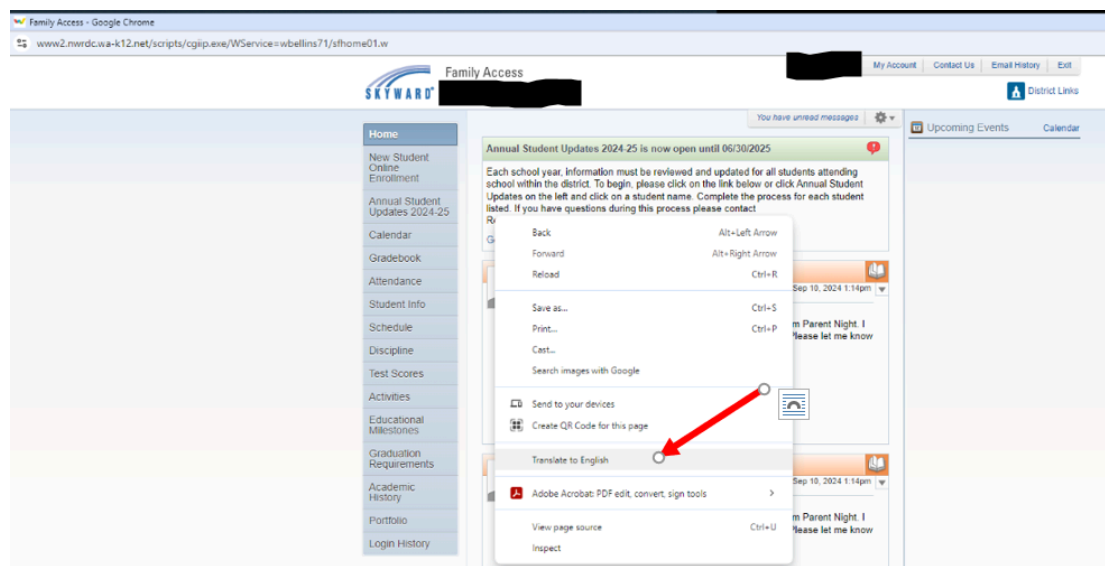 Family Access - Google Chrome
www2.nwrdc.wa-k12.net/scripts/cgiip.exe/WService=wbellins71/sfhome01.w
SKYWARD®
Family Access
My Account
Contact Us
Email History
Exit
District Links
You have unread messages
Home
New Student
Online
Enrollment
Annual Student
Updates 2024-25
Calendar
Gradebook
Attendance
Student Info
Schedule
Discipline
Test Scores
Activities
Educational
Milestones
Graduation
Requirements
Academic
History
Portfolio
Login History
Annual Student Updates 2024-25 is now open until 06/30/2025
Each school year, information must be reviewed and updated for all students attending
school within the district. To begin, please click on the link below or click Annual Student
Updates on the left and click on a student name. Complete the process for each student
listed. If you have questions during this process please contact
Back Alt+Left Arrow
Forward Alt+Right Arrow
Reload Ctrl+R
Save as... Ctrl+S
Print... Ctrl+P
Cast...
Search images with Google
Send to your devices
Create QR Code for this page
Translate to English
Adobe Acrobat: PDF edit, convert, sign tools
View page source Ctrl+U
Inspect
Sep 10, 2024 1:14pm
m Parent Night. I
Please let me know
Sep 10, 2024 1:14pm
m Parent Night. I
Please let me know
Upcoming Events
Calendar